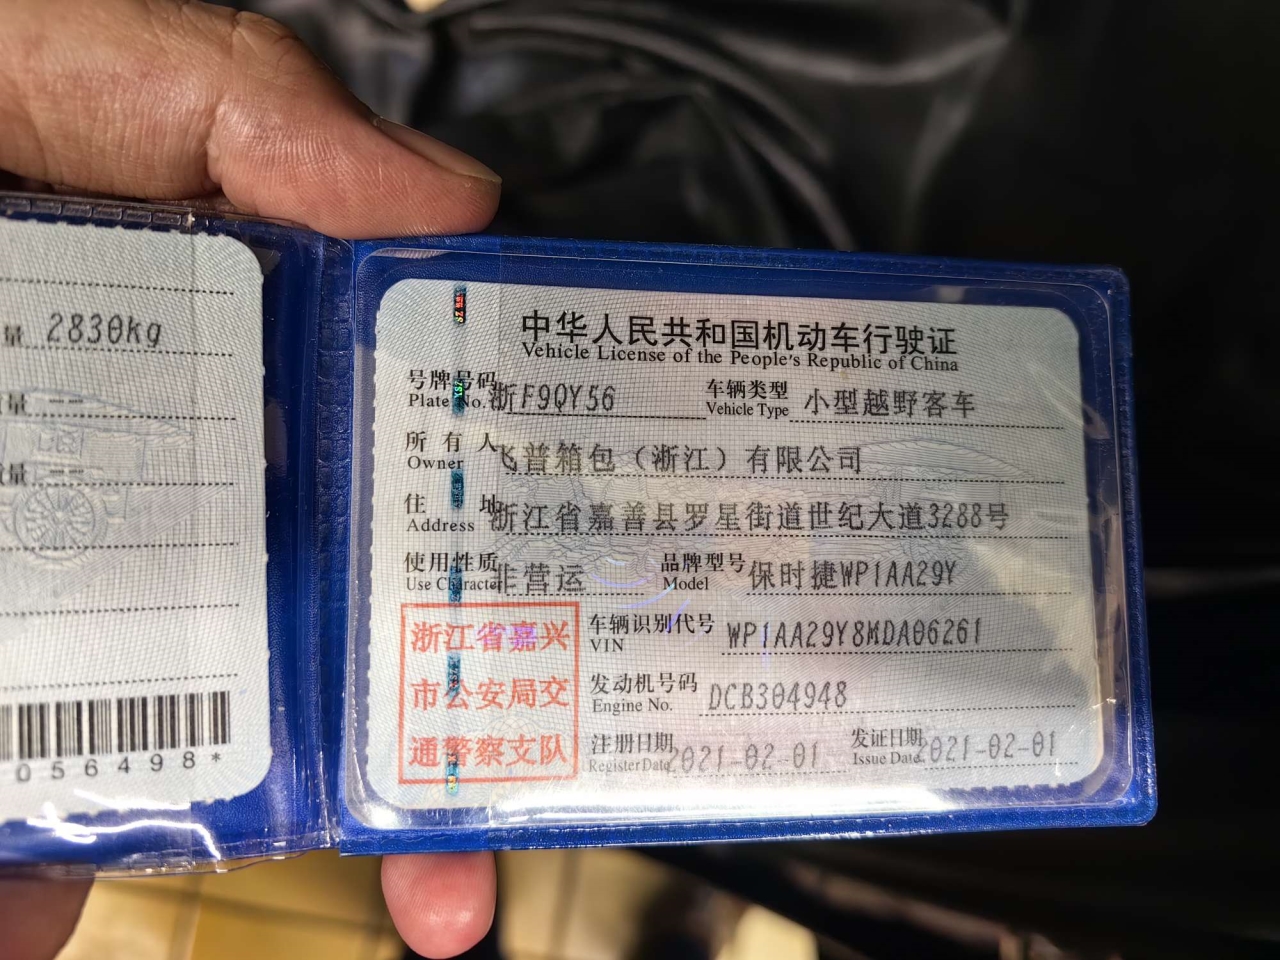 量 2830kg
质量 --
质量 --
056498*
中华人民共和国机动车行驶证
Vehicle License of the People's Republic of China
号牌号码 浙F9QY56 车辆类型 小型越野客车
Plate No. Vehicle Type
所有人 飞普箱包（浙江）有限公司
Owner
住址 浙江省嘉善县罗星街道世纪大道3288号
Address
使用性质 非营运 品牌型号 保时捷WP1AA29Y
Use Character Model
浙江省嘉兴
市公安局交
通警察支队
车辆识别代号 WP1AA29Y8MDA06261
VIN
发动机号码 DCB304948
Engine No.
注册日期 2021-02-01 发证日期 2021-02-01
Register Date Issue Date